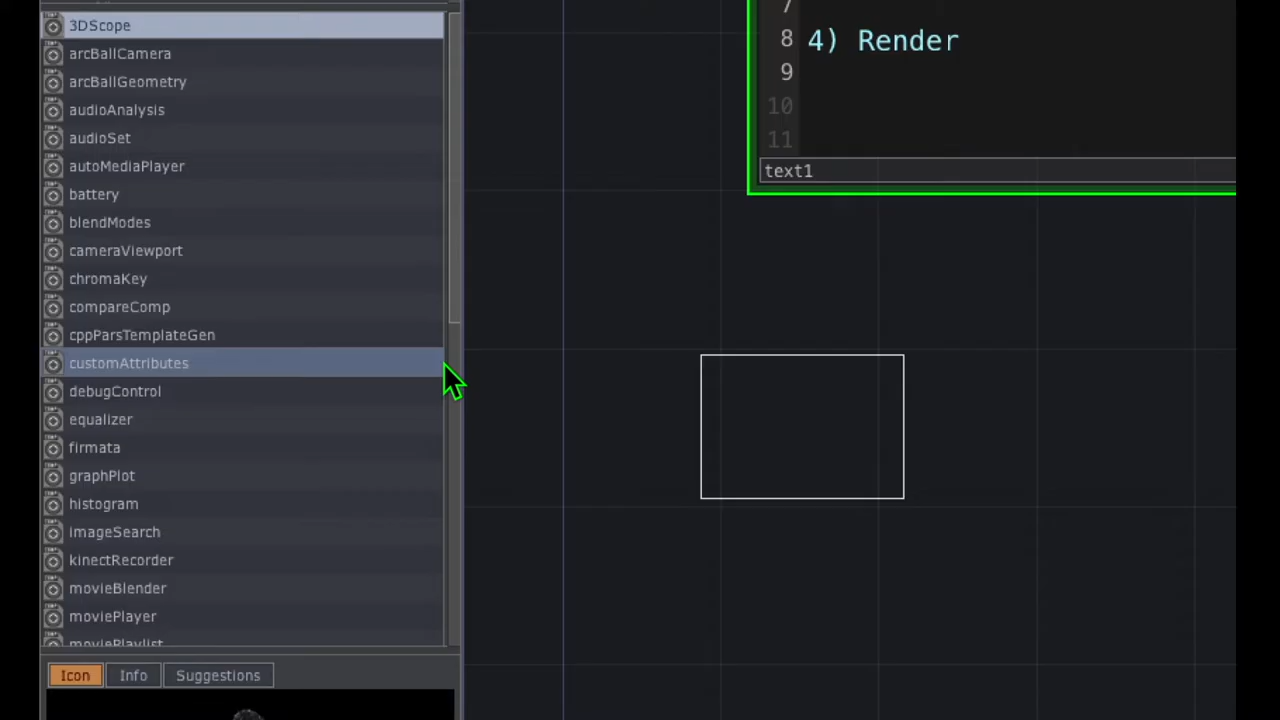 3DScope
arcBallCamera
arcBallGeometry
audioAnalysis
audioSet
autoMediaPlayer
battery
blendModes
cameraViewport
chromaKey
compareComp
cppParsTemplateGen
customAttributes
debugControl
equalizer
firmata
graphPlot
histogram
imageSearch
kinectRecorder
movieBlender
moviePlayer
moviePlaylist
Icon Info Suggestions
7
8 4) Render
9
10
11
text1